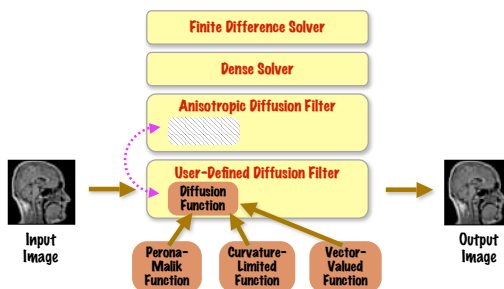 Finite Difference Solver
Dense Solver
Anisotropic Diffusion Filter
User-Defined Diffusion Filter
Diffusion
Function
Input
Image
Output
Image
Perona-
Malik
Function
Curvature-
Limited
Function
Vector-
Valued
Function